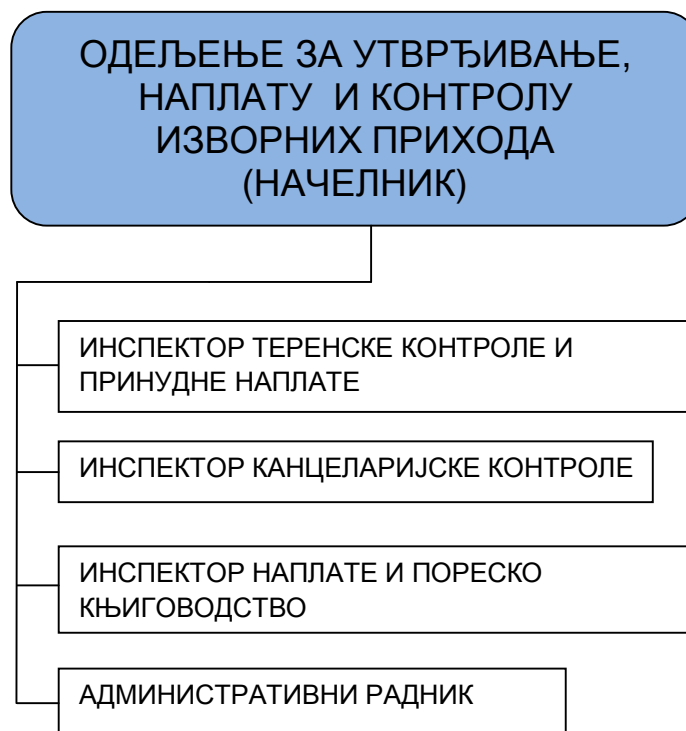 ОДЕЉЕЊЕ ЗА УТВРЂИВАЊЕ,
НАПЛАТУ И КОНТРОЛУ
ИЗВОРНИХ ПРИХОДА
(НАЧЕЛНИК)
ИНСПЕКТОР ТЕРЕНСКЕ КОНТРОЛЕ И
ПРИНУДНЕ НАПЛАТЕ
ИНСПЕКТОР КАНЦЕЛАРИЈСКЕ КОНТРОЛЕ
ИНСПЕКТОР НАПЛАТЕ И ПОРЕСКО
КЊИГОВОДСТВО
АДМИНИСТРАТИВНИ РАДНИК